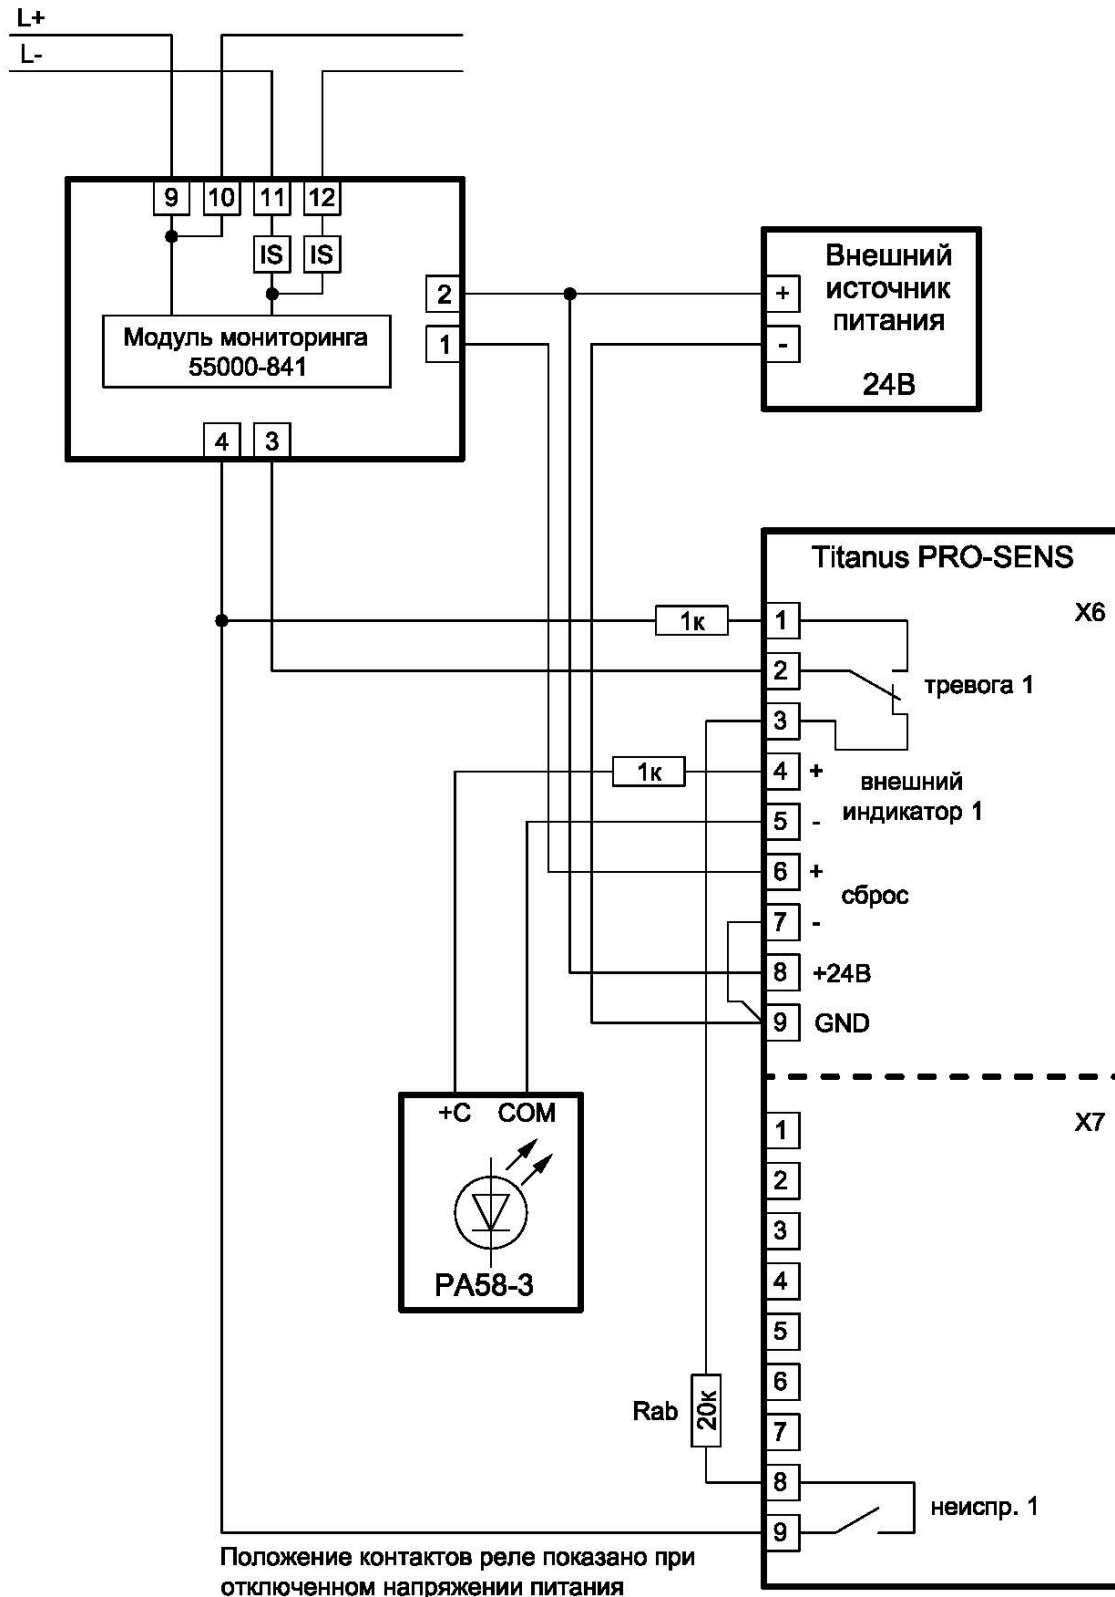 L+
L-
9 10 11 12
IS IS
Модуль мониторинга
55000-841
2
1
4 3
Внешний
источник
питания
24В
+
-
Titanus PRO-SENS
X6
1к
1
2
тревога 1
3
1к
4 +
внешний
индикатор 1
5 -
6 +
сброс
7 -
8 +24В
9 GND
+C COM
PA58-3
X7
1
2
3
4
5
6
7
Rab
20к
8
неиспр. 1
9
Положение контактов реле показано при
отключенном напряжении питания